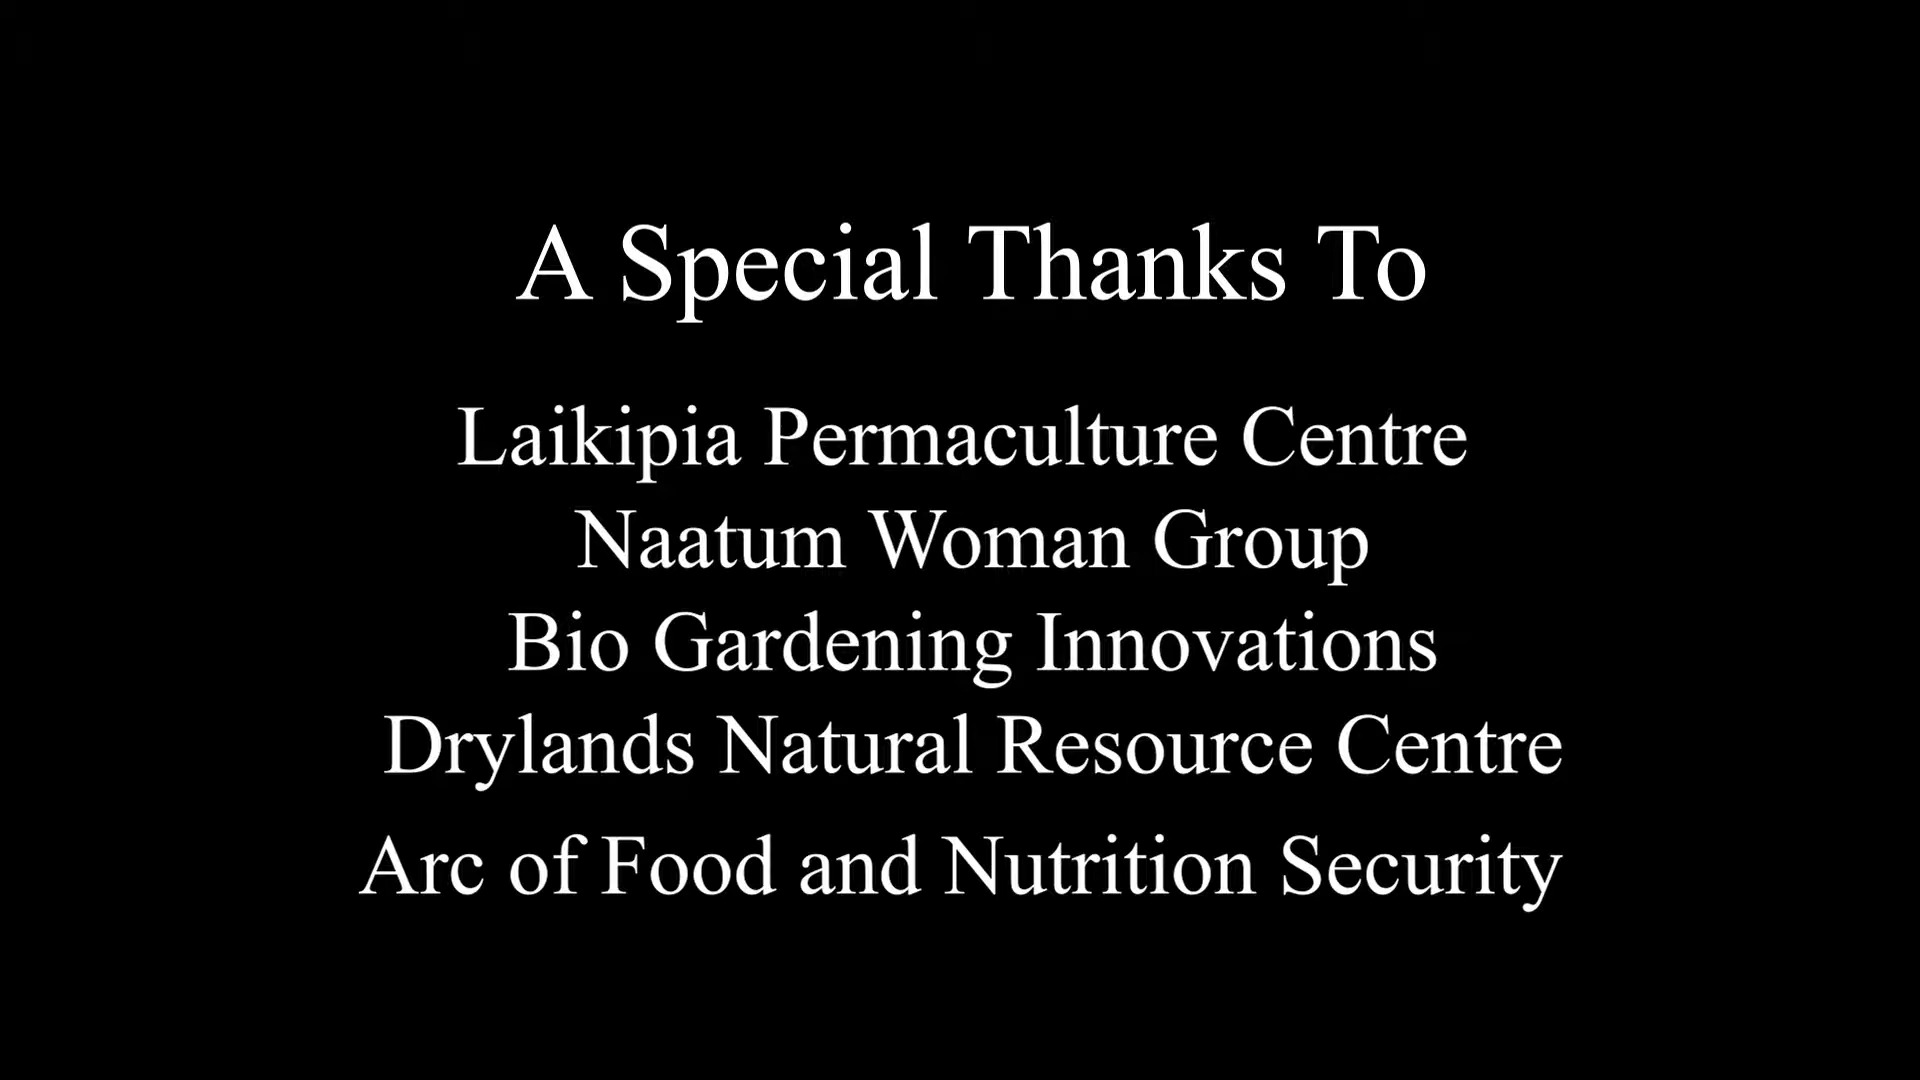 A Special Thanks To
Laikipia Permaculture Centre
Naatum Woman Group
Bio Gardening Innovations
Drylands Natural Resource Centre
Arc of Food and Nutrition Security